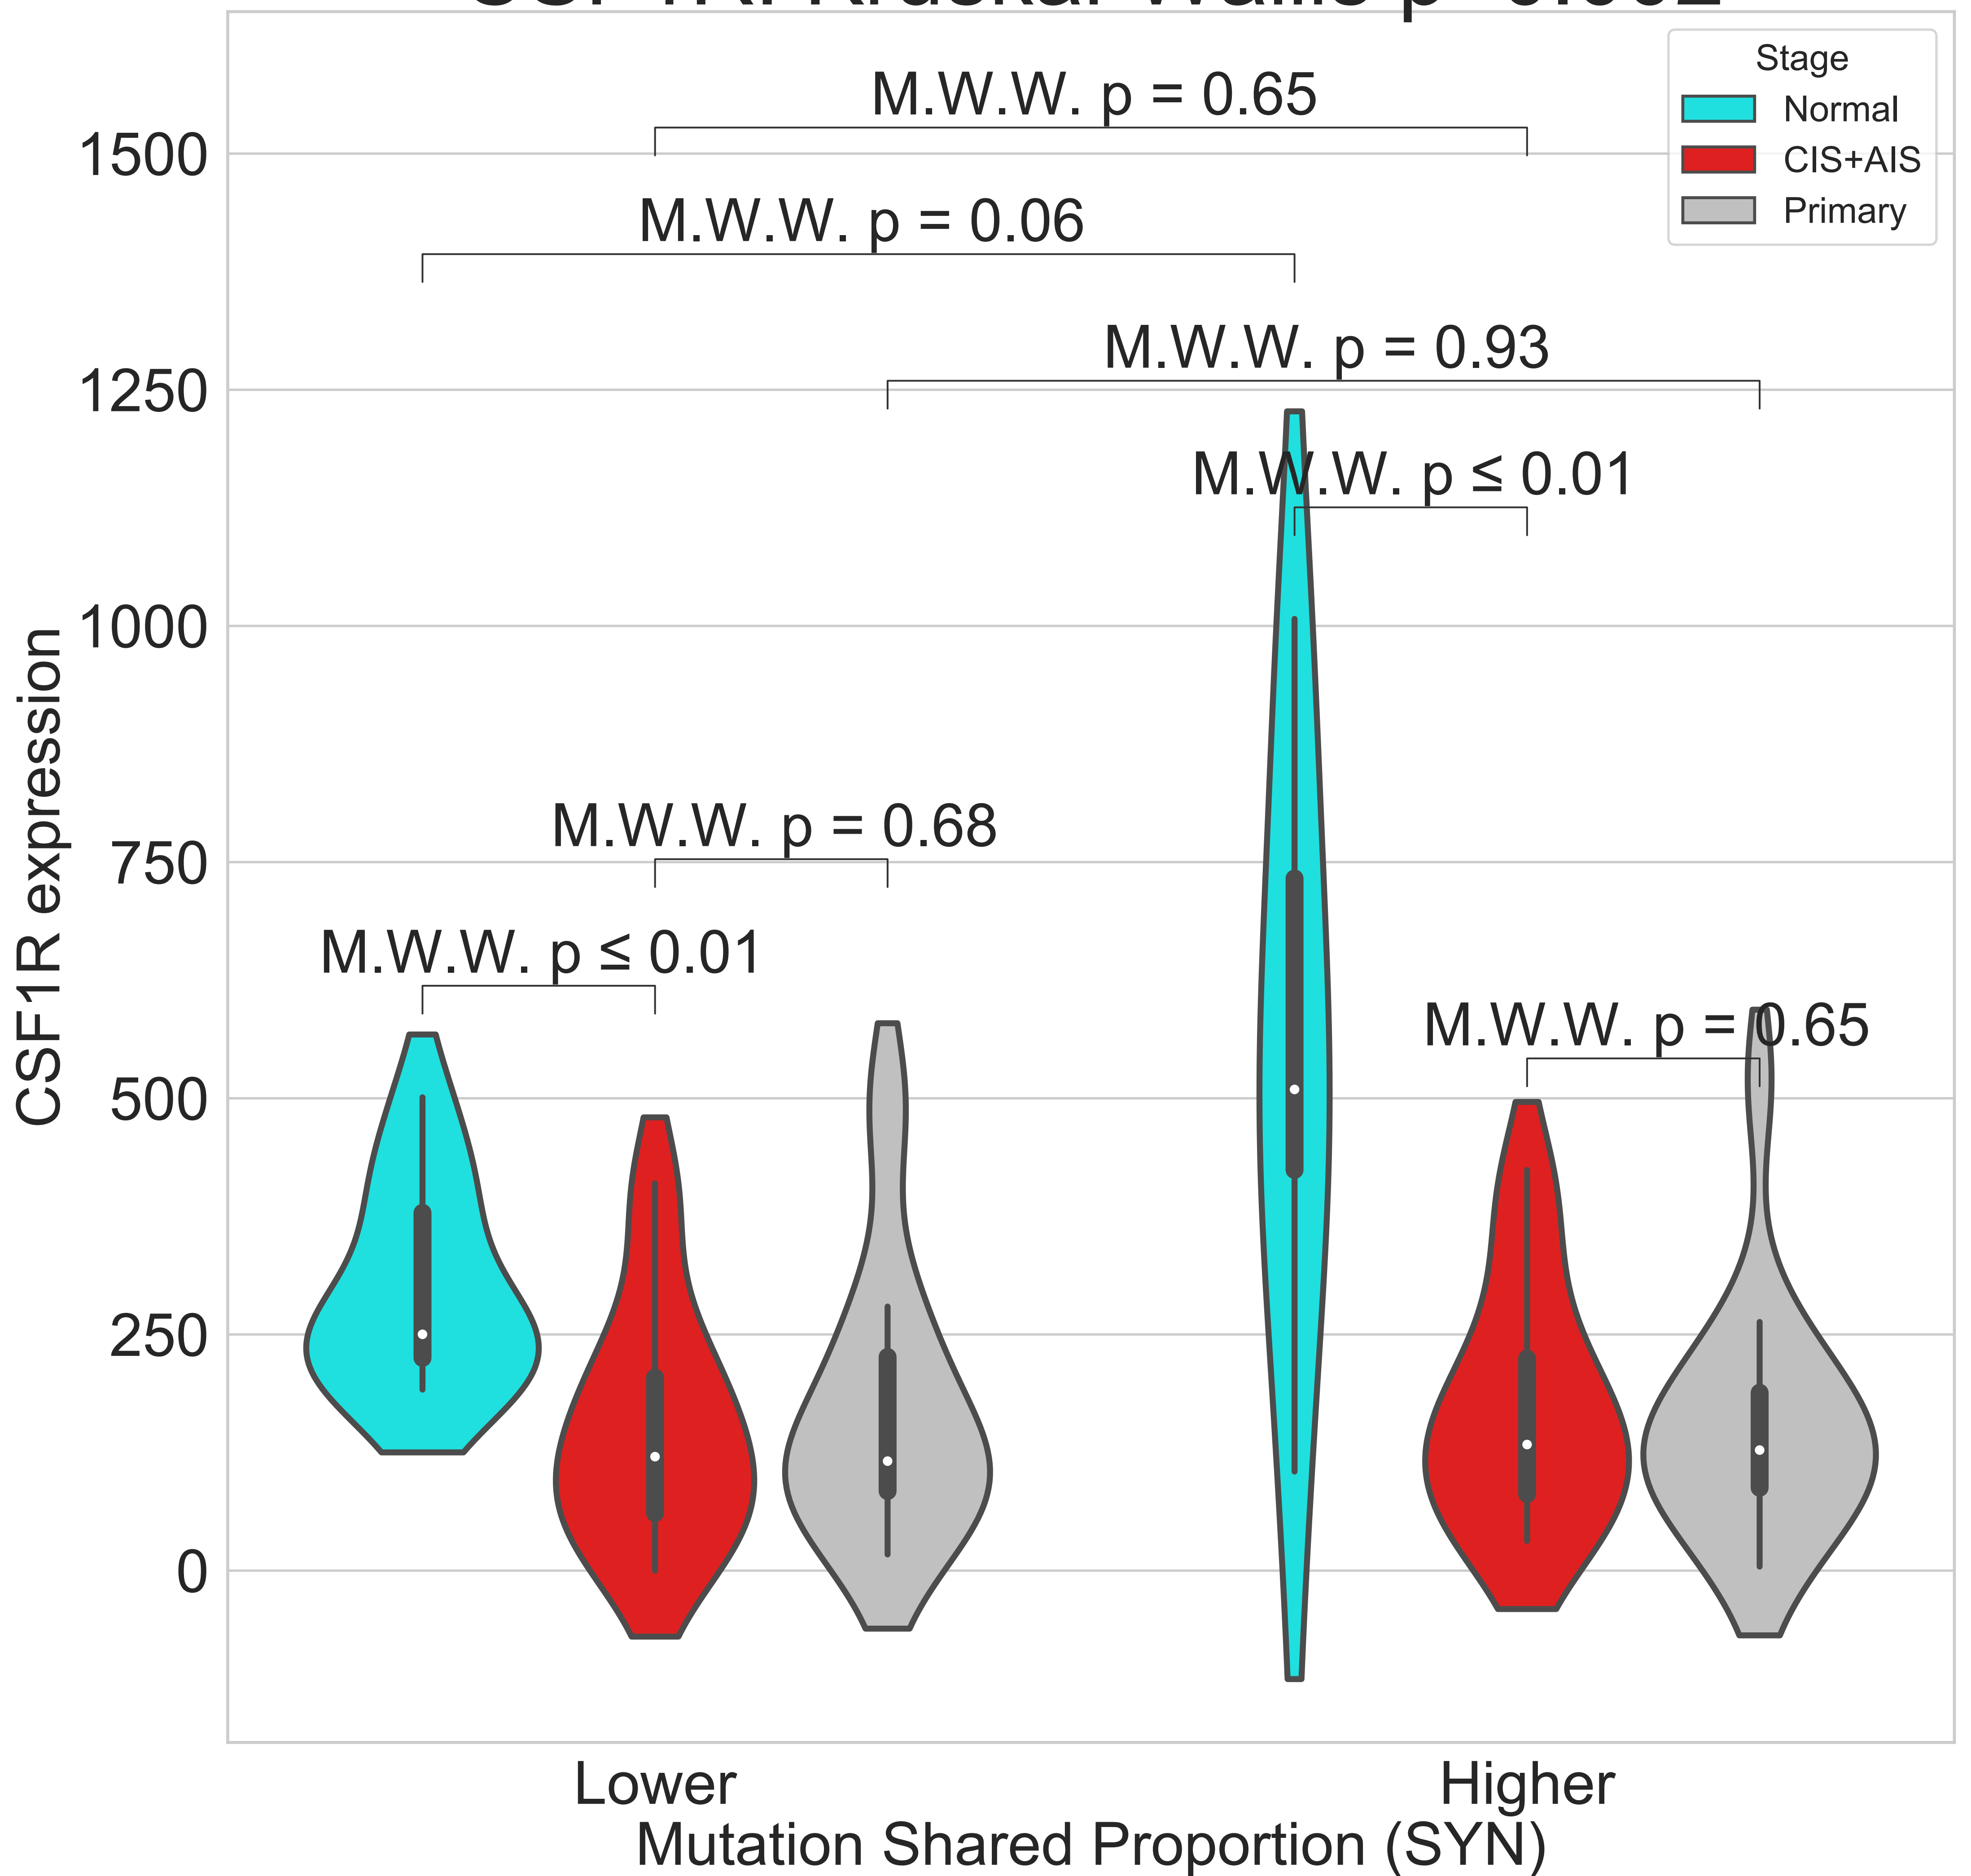 Stage
Normal
CIS+AIS
Primary
M.W.W. p = 0.65
M.W.W. p = 0.06
M.W.W. p = 0.93
M.W.W. p ≤ 0.01
M.W.W. p = 0.68
M.W.W. p ≤ 0.01
M.W.W. p = 0.65
1500
1250
1000
750
500
250
0
CSF1R expression
Lower
Higher
Mutation Shared Proportion (SYN)